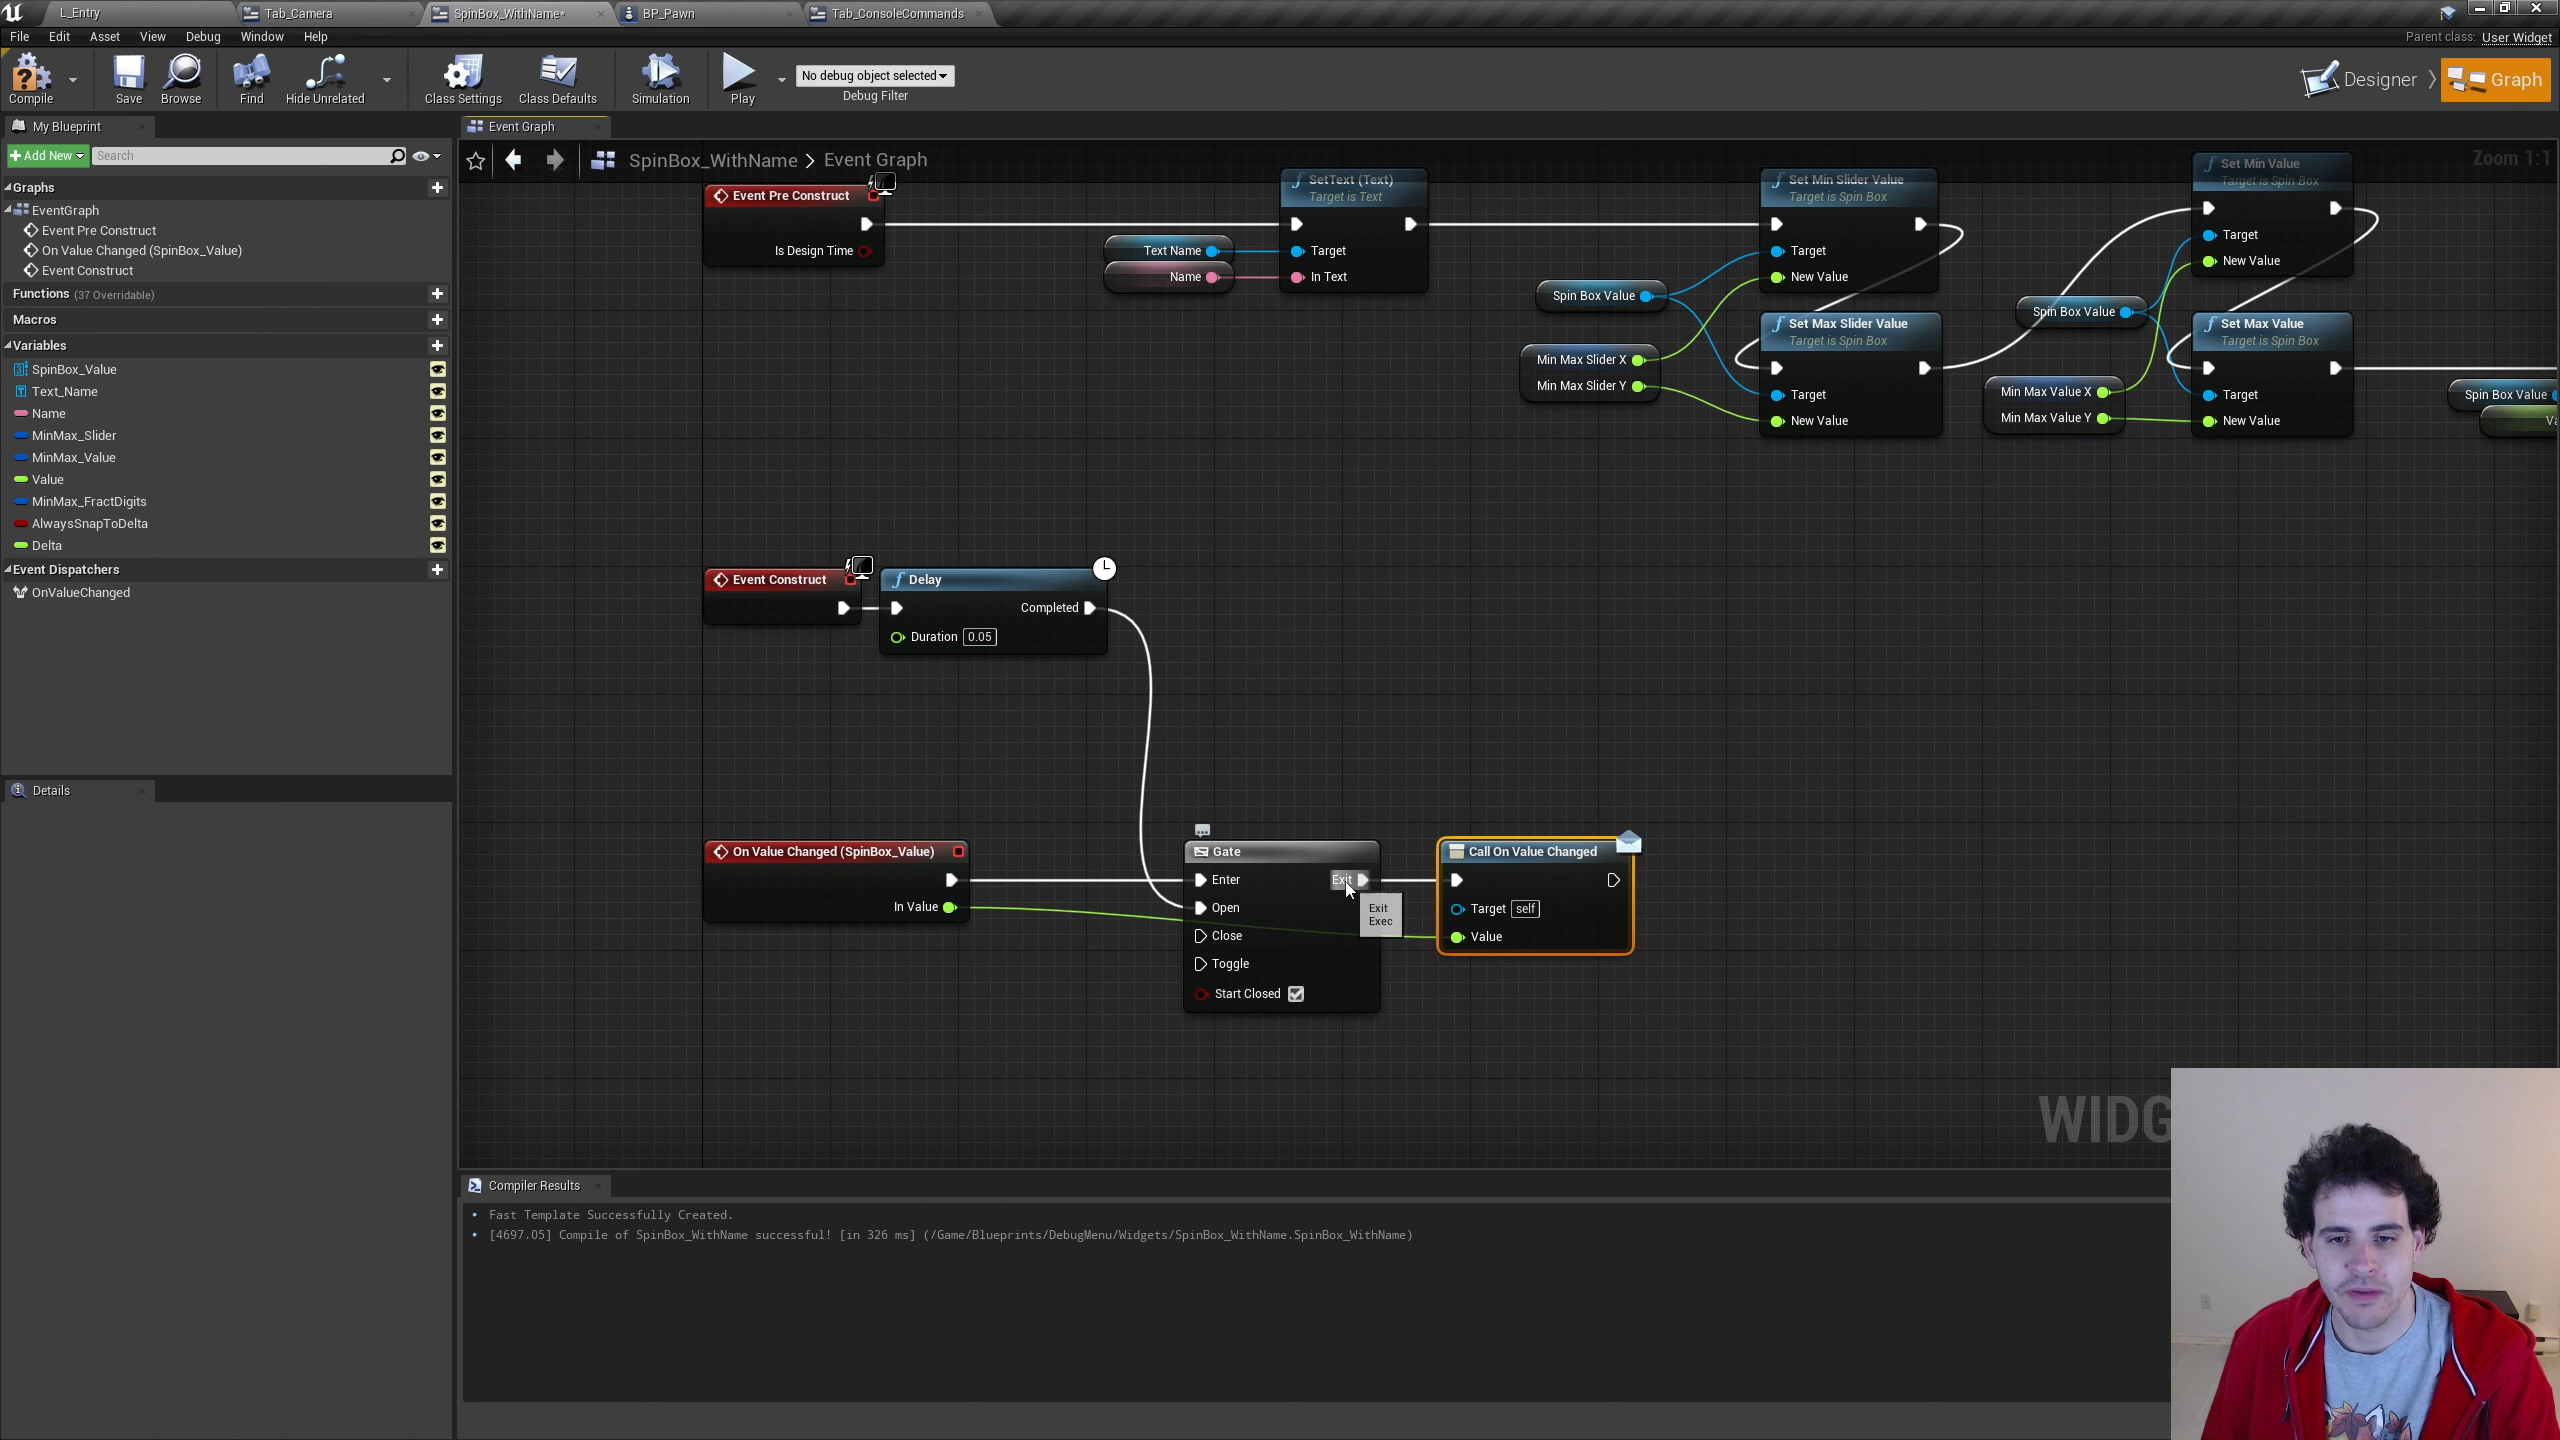 L_Entry
Tab_Camera
SpinBox_WithName*
BP_Pawn
Tab_ConsoleCommands
File Edit Asset View Debug Window Help
Parent class: User Widget
Compile
Save
Browse
Find
Hide Unrelated
Class Settings
Class Defaults
Simulation
Play
No debug object selected
Debug Filter
Designer
Graph
My Blueprint
Event Graph
Add New
Search
SpinBox_WithName > Event Graph
Zoom 1:1
Graphs
EventGraph
Event Pre Construct
On Value Changed (SpinBox_Value)
Event Construct
Functions (37 Overridable)
Macros
Variables
SpinBox_Value
Text_Name
Name
MinMax_Slider
MinMax_Value
Value
MinMax_FractDigits
AlwaysSnapToDelta
Delta
Event Dispatchers
OnValueChanged
Details
Event Pre Construct
Is Design Time
Text Name
Name
SetText (Text)
Target is Text
Target
In Text
Spin Box Value
Min Max Slider X
Min Max Slider Y
Set Min Slider Value
Target is Spin Box
Target
New Value
Set Max Slider Value
Target is Spin Box
Target
New Value
Spin Box Value
Min Max Value X
Min Max Value Y
Set Min Value
Target is Spin Box
Target
New Value
Set Max Value
Target is Spin Box
Target
New Value
Spin Box Value
Event Construct
Delay
Completed
Duration 0.05
On Value Changed (SpinBox_Value)
In Value
Gate
Enter
Exit
Open
Close
Toggle
Start Closed
Exit
Exec
Call On Value Changed
Target self
Value
WIDG
Compiler Results
Fast Template Successfully Created.
[4697.05] Compile of SpinBox_WithName successful! [in 326 ms] (/Game/Blueprints/DebugMenu/Widgets/SpinBox_WithName.SpinBox_WithName)